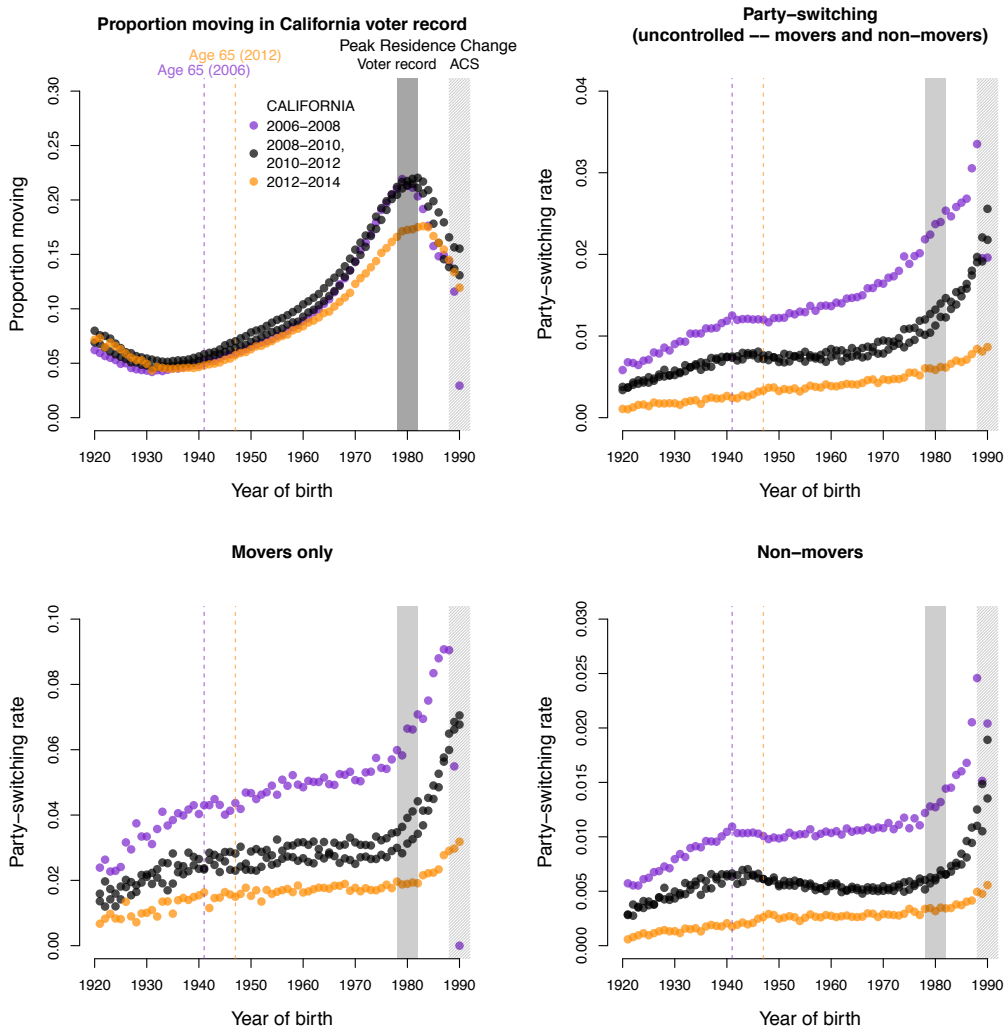 Proportion moving in California voter record
Age 65 (2012)
Age 65 (2006)
Peak Residence Change
Voter record ACS
CALIFORNIA
2006−2008
2008−2010,
2010−2012
2012−2014
Proportion moving
0.30
0.25
0.20
0.15
0.10
0.05
0.00
1920 1930 1940 1950 1960 1970 1980 1990
Year of birth
Party−switching
(uncontrolled −− movers and non−movers)
Party−switching rate
0.04
0.03
0.02
0.01
0.00
1920 1930 1940 1950 1960 1970 1980 1990
Year of birth
Movers only
Party−switching rate
0.10
0.08
0.06
0.04
0.02
0.00
1920 1930 1940 1950 1960 1970 1980 1990
Year of birth
Non−movers
Party−switching rate
0.030
0.025
0.020
0.015
0.010
0.005
0.000
1920 1930 1940 1950 1960 1970 1980 1990
Year of birth